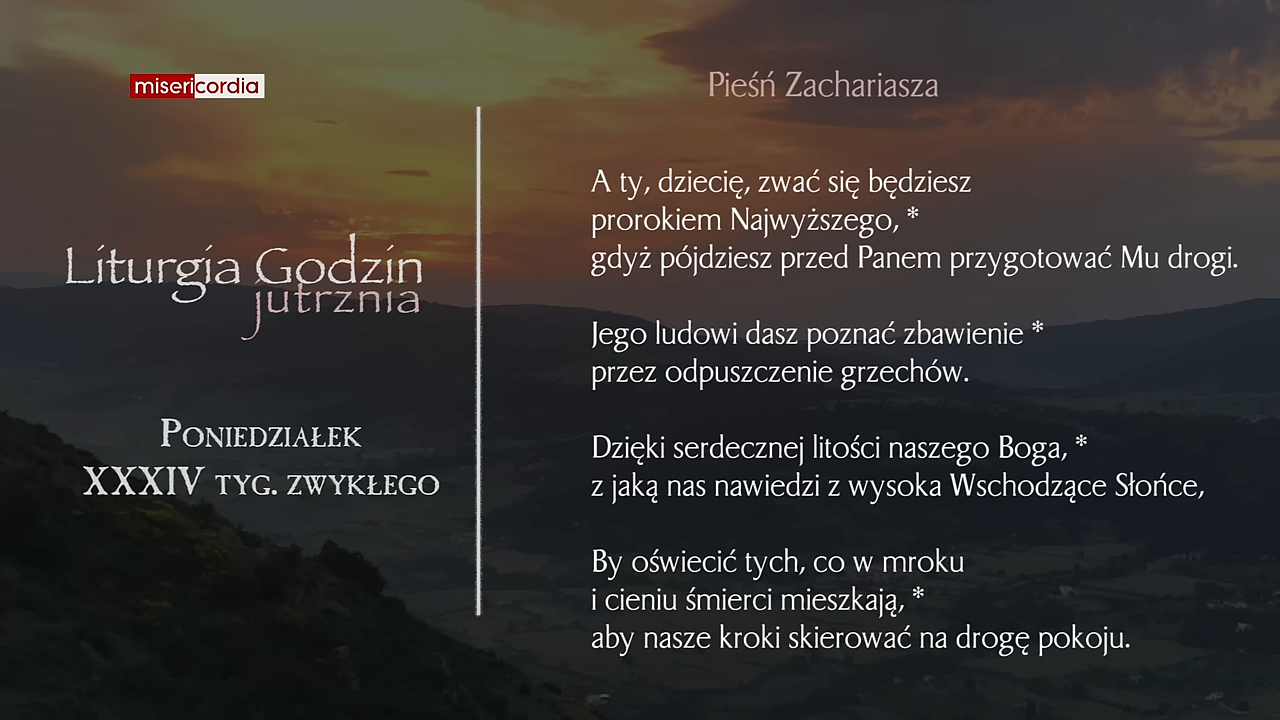 misericordia
Liturgia Godzin
jutrznia
Poniedziałek
XXXIV tyg. zwykłego
Pieśń Zachariasza
A ty, dziecię, zwać się będziesz
prorokiem Najwyższego, *
gdyż pójdziesz przed Panem przygotować Mu drogi.
Jego ludowi dasz poznać zbawienie *
przez odpuszczenie grzechów.
Dzięki serdecznej litości naszego Boga, *
z jaką nas nawiedzi z wysoka Wschodzące Słońce,
By oświecić tych, co w mroku
i cieniu śmierci mieszkają, *
aby nasze kroki skierować na drogę pokoju.